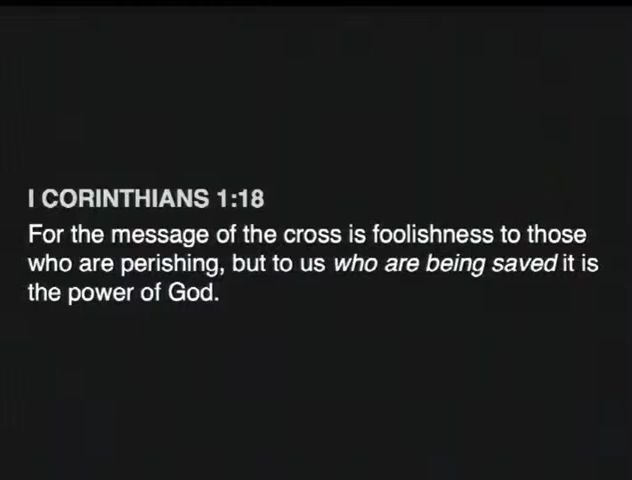 I CORINTHIANS 1:18
For the message of the cross is foolishness to those
who are perishing, but to us who are being saved it is
the power of God.